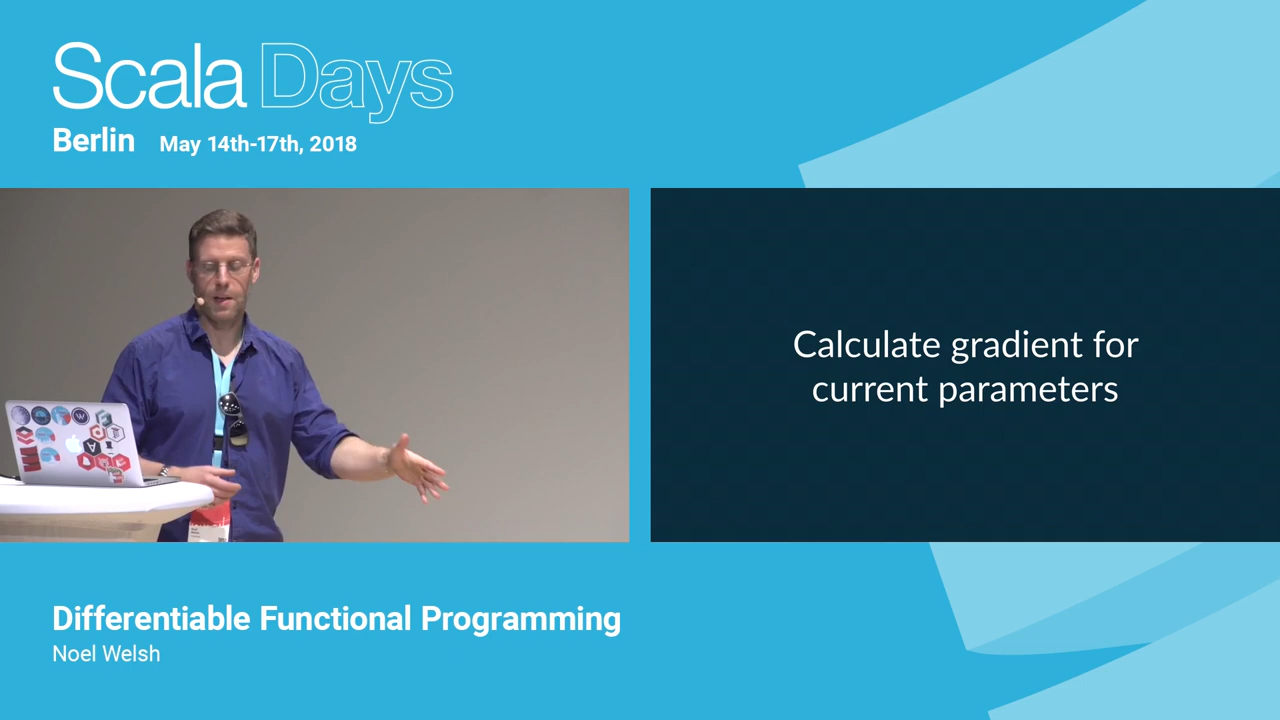 Scala Days
Berlin May 14th-17th, 2018
Calculate gradient for
current parameters
Differentiable Functional Programming
Noel Welsh